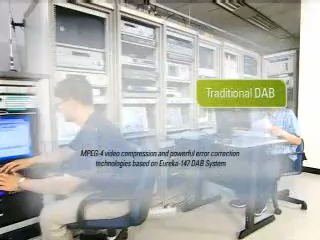 Traditional DAB
MPEG-4 video compression and powerful error correction
technologies based on Eureka-147 DAB System